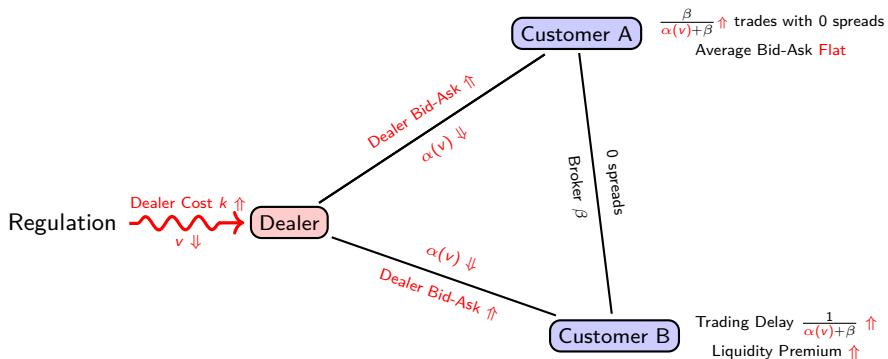 Customer A
β/(α(v)+β) ⇑ trades with 0 spreads
Average Bid-Ask Flat
Dealer Bid-Ask ⇑
α(v) ⇓
0 spreads
Broker β
Regulation
Dealer Cost k ⇑
v ⇓
Dealer
α(v) ⇓
Dealer Bid-Ask ⇑
Customer B
Trading Delay 1/(α(v)+β) ⇑
Liquidity Premium ⇑